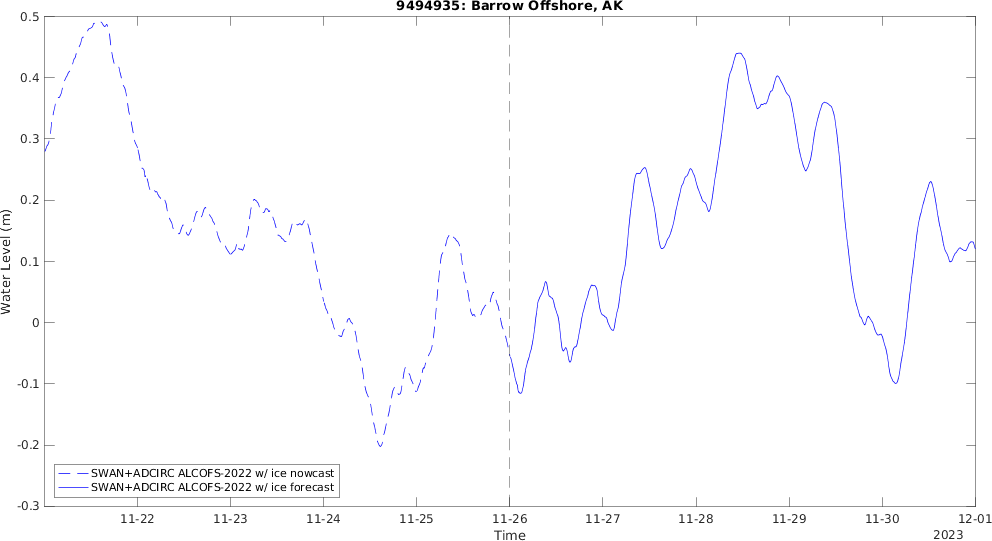 9494935: Barrow Offshore, AK
0.5
0.4
0.3
0.2
0.1
0
-0.1
-0.2
-0.3
Water Level (m)
SWAN+ADCIRC ALCOFS-2022 w/ ice nowcast
SWAN+ADCIRC ALCOFS-2022 w/ ice forecast
11-22 11-23 11-24 11-25 11-26 11-27 11-28 11-29 11-30 12-01
Time
2023